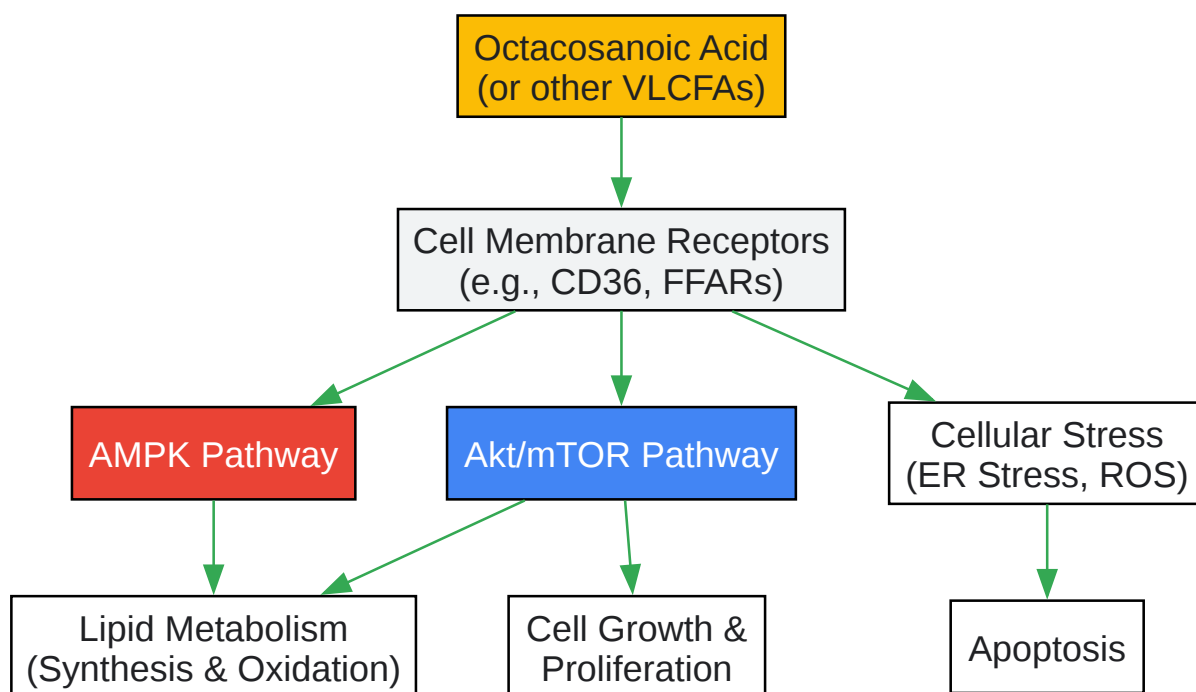 Octacosanoic Acid
(or other VLCFAs)
Cell Membrane Receptors
(e.g., CD36, FFARs)
AMPK Pathway
Akt/mTOR Pathway
Cellular Stress
(ER Stress, ROS)
Lipid Metabolism
(Synthesis & Oxidation)
Cell Growth &
Proliferation
Apoptosis